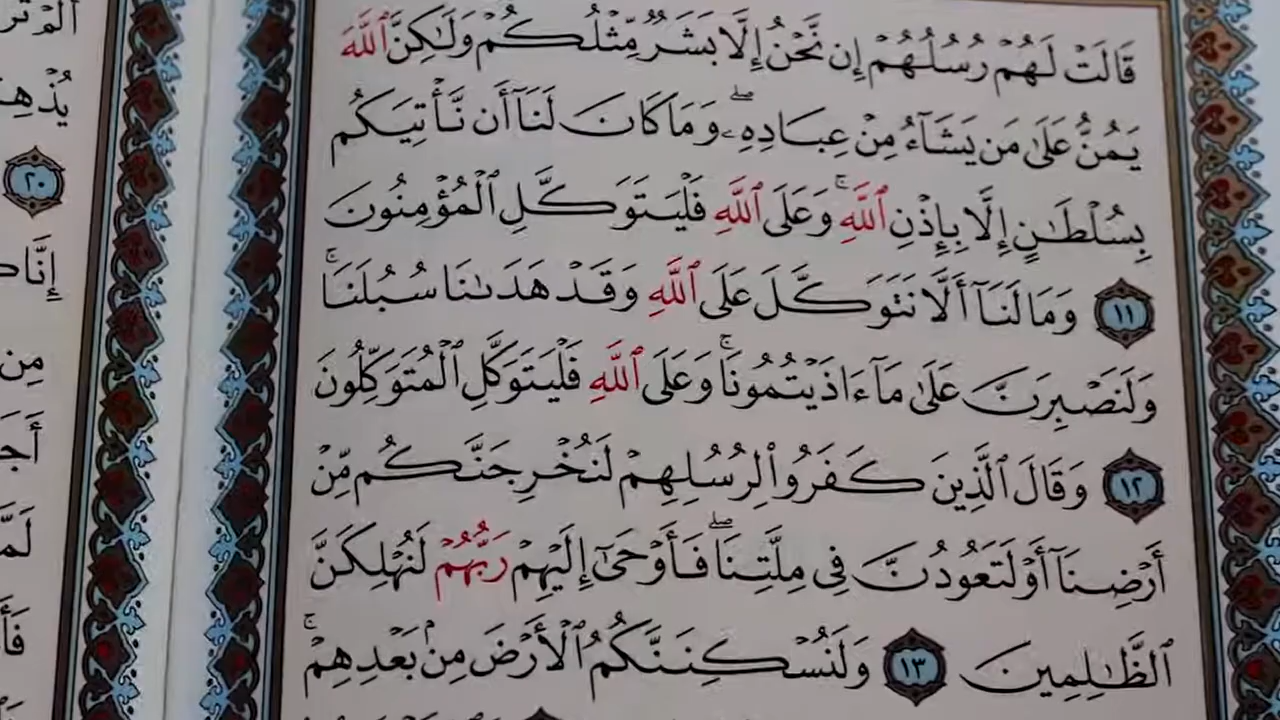 قَالَتْ لَهُمْ رُسُلُهُمْ إِن نَّحْنُ إِلَّا بَشَرٌ مِّثْلُكُمْ وَلَٰكِنَّ ٱللَّهَ
يَمُنُّ عَلَىٰ مَن يَشَآءُ مِنْ عِبَادِهِۦۖ وَمَا كَانَ لَنَآ أَن نَّأْتِيَكُم
بِسُلْطَٰنٍ إِلَّا بِإِذْنِ ٱللَّهِۚ وَعَلَى ٱللَّهِ فَلْيَتَوَكَّلِ ٱلْمُؤْمِنُونَ
١١ وَمَا لَنَآ أَلَّا نَتَوَكَّلَ عَلَى ٱللَّهِ وَقَدْ هَدَىٰنَا سُبُلَنَاۚ
وَلَنَصْبِرَنَّ عَلَىٰ مَآ ءَاذَيْتُمُونَاۚ وَعَلَى ٱللَّهِ فَلْيَتَوَكَّلِ ٱلْمُتَوَكِّلُونَ
١٢ وَقَالَ ٱلَّذِينَ كَفَرُوا۟ لِرُسُلِهِمْ لَنُخْرِجَنَّكُم مِّنْ
أَرْضِنَآ أَوْ لَتَعُودُنَّ فِى مِلَّتِنَاۖ فَأَوْحَىٰٓ إِلَيْهِمْ رَبُّهُمْ لَنُهْلِكَنَّ
ٱلظَّٰلِمِينَ ١٣ وَلَنُسْكِنَنَّكُمُ ٱلْأَرْضَ مِنۢ بَعْدِهِمْۚ
٢٠
مِن
لَمَّ